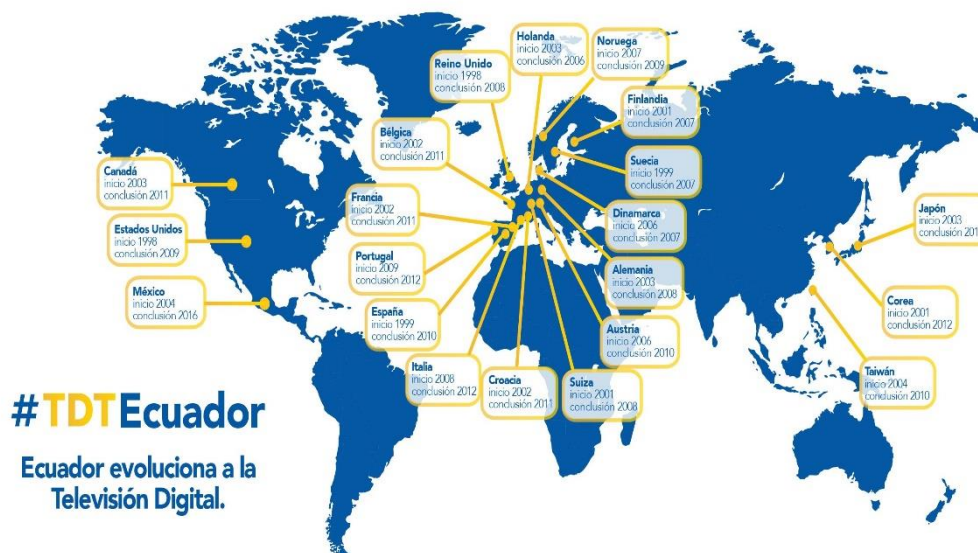 Holanda
inicio 2003
conclusión 2006
Noruega
inicio 2007
conclusión 2009
Reino Unido
inicio 1998
conclusión 2008
Finlandia
inicio 2001
conclusión 2007
Bélgica
inicio 2002
conclusión 2011
Suecia
inicio 1999
conclusión 2007
Canadá
inicio 2003
conclusión 2011
Francia
inicio 2002
conclusión 2011
Dinamarca
inicio 2006
conclusión 2007
Japón
inicio 2003
conclusión 201
Estados Unidos
inicio 1998
conclusión 2009
Portugal
inicio 2009
conclusión 2012
Alemania
inicio 2003
conclusión 2008
México
inicio 2004
conclusión 2016
España
inicio 1999
conclusión 2010
Corea
inicio 2001
conclusión 2012
Austria
inicio 2006
conclusión 2010
Italia
inicio 2008
conclusión 2012
Croacia
inicio 2002
conclusión 2011
Suiza
inicio 2001
conclusión 2008
Taiwán
inicio 2004
conclusión 2010
#TDTEcuador
Ecuador evoluciona a la
Televisión Digital.